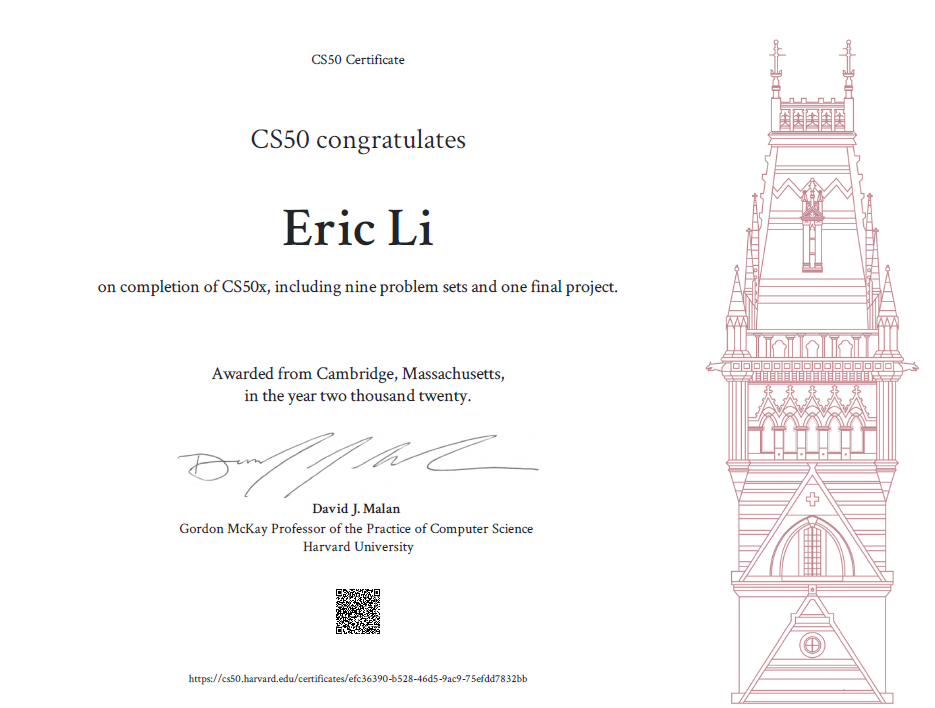 CS50 Certificate
CS50 congratulates
Eric Li
on completion of CS50x, including nine problem sets and one final project.
Awarded from Cambridge, Massachusetts,
in the year two thousand twenty.
David J. Malan
Gordon McKay Professor of the Practice of Computer Science
Harvard University
https://cs50.harvard.edu/certificates/efc36390-b528-46d5-9ac9-75efdd7832bb